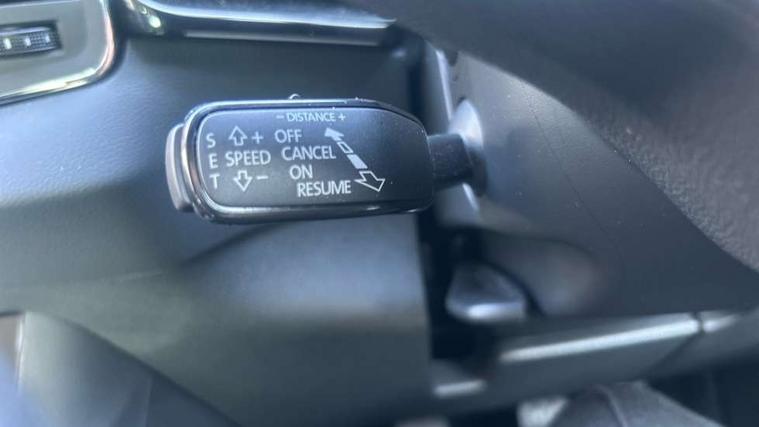 - DISTANCE +
S E T
+ OFF
SPEED CANCEL
- ON
RESUME